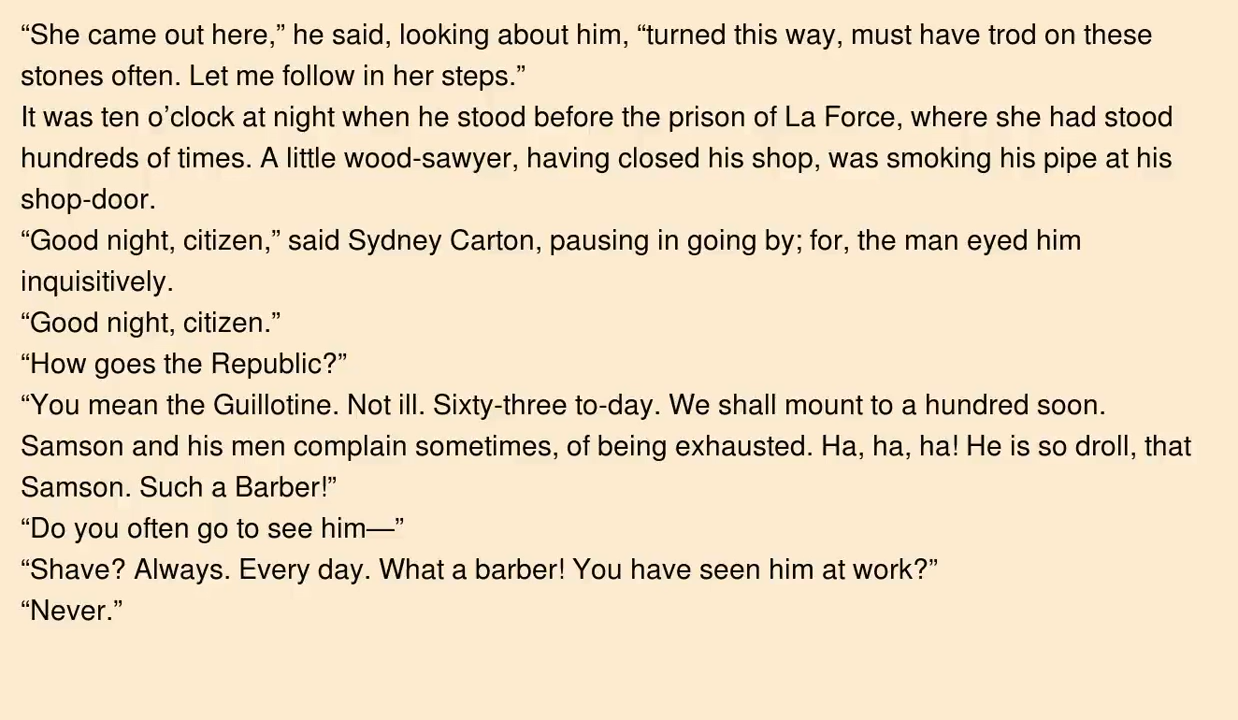 “She came out here,” he said, looking about him, “turned this way, must have trod on these
stones often. Let me follow in her steps.”
It was ten o’clock at night when he stood before the prison of La Force, where she had stood
hundreds of times. A little wood-sawyer, having closed his shop, was smoking his pipe at his
shop-door.
“Good night, citizen,” said Sydney Carton, pausing in going by; for, the man eyed him
inquisitively.
“Good night, citizen.”
“How goes the Republic?”
“You mean the Guillotine. Not ill. Sixty-three to-day. We shall mount to a hundred soon.
Samson and his men complain sometimes, of being exhausted. Ha, ha, ha! He is so droll, that
Samson. Such a Barber!”
“Do you often go to see him—”
“Shave? Always. Every day. What a barber! You have seen him at work?”
“Never.”